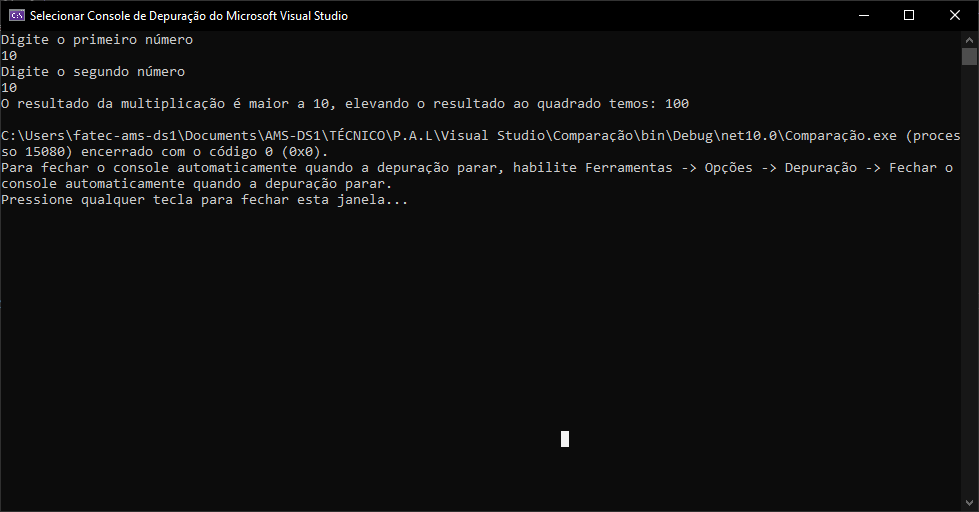 Selecionar Console de Depuração do Microsoft Visual Studio
Digite o primeiro número
10
Digite o segundo número
10
O resultado da multiplicação é maior a 10, elevando o resultado ao quadrado temos: 100
C:\Users\fatec-ams-ds1\Documents\AMS-DS1\TÉCNICO\P.A.L\Visual Studio\Comparação\bin\Debug\net10.0\Comparação.exe (proces
so 15080) encerrado com o código 0 (0x0).
Para fechar o console automaticamente quando a depuração parar, habilite Ferramentas -> Opções -> Depuração -> Fechar o
console automaticamente quando a depuração parar.
Pressione qualquer tecla para fechar esta janela...